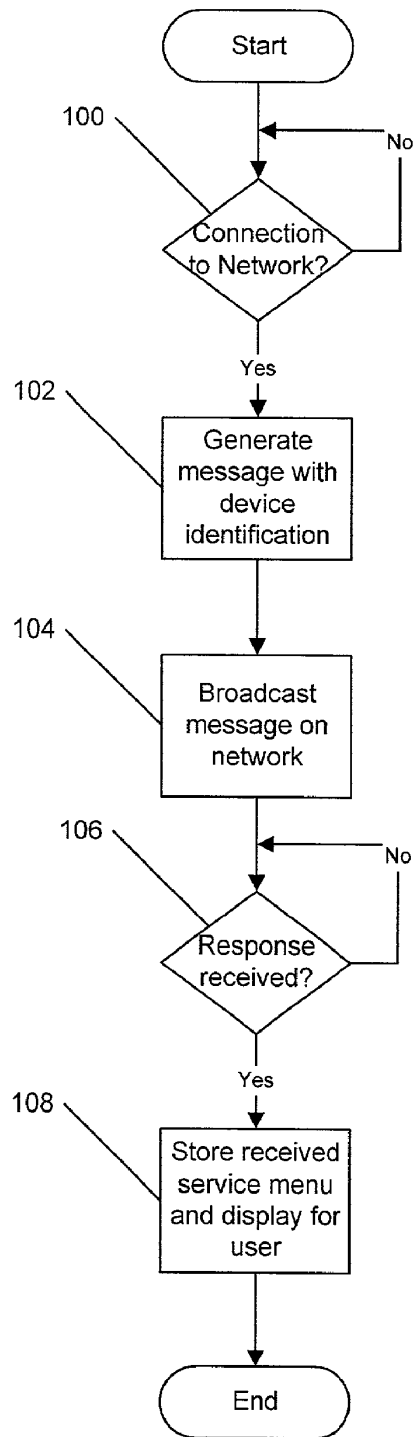 Start
100
No
Connection
to Network?
Yes
102
Generate
message with
device
identification
104
Broadcast
message on
network
106
No
Response
received?
Yes
108
Store received
service menu
and display for
user
End